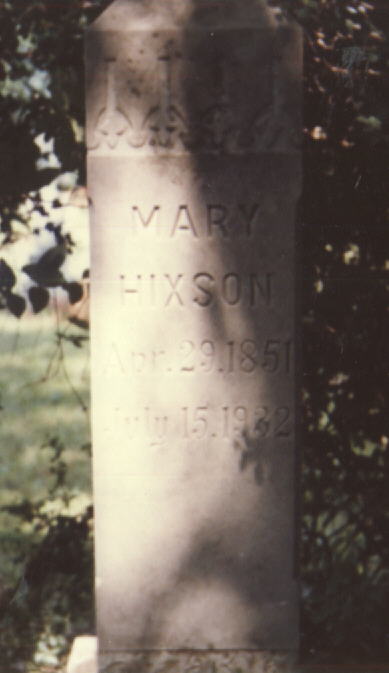 MARY
HIXSON
Apr. 29. 1851
July 15. 1932